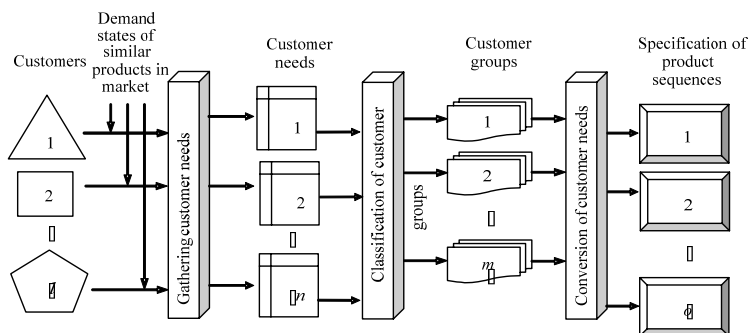 Customers
Demand
states of
similar
products in
market
Customer
needs
Customer
groups
Specification of
product
sequences
1
2
l
Gathering customer needs
1
2
n
Classification of customer
groups
1
2
m
Conversion of customer needs
1
2
o